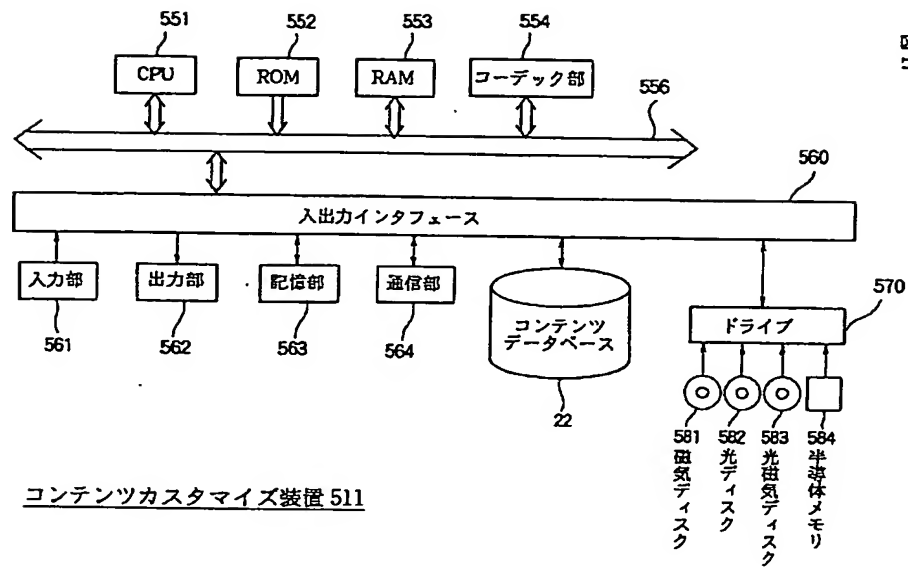 551
552
553
554
CPU
ROM
RAM
コーデック部
556
560
入出力インタフェース
入力部
出力部
記憶部
通信部
561
562
563
564
コンテンツ
データベース
22
570
ドライブ
581
582
583
584
磁気ディスク
光ディスク
光磁気ディスク
半導体メモリ
コンテンツカスタマイズ装置 511